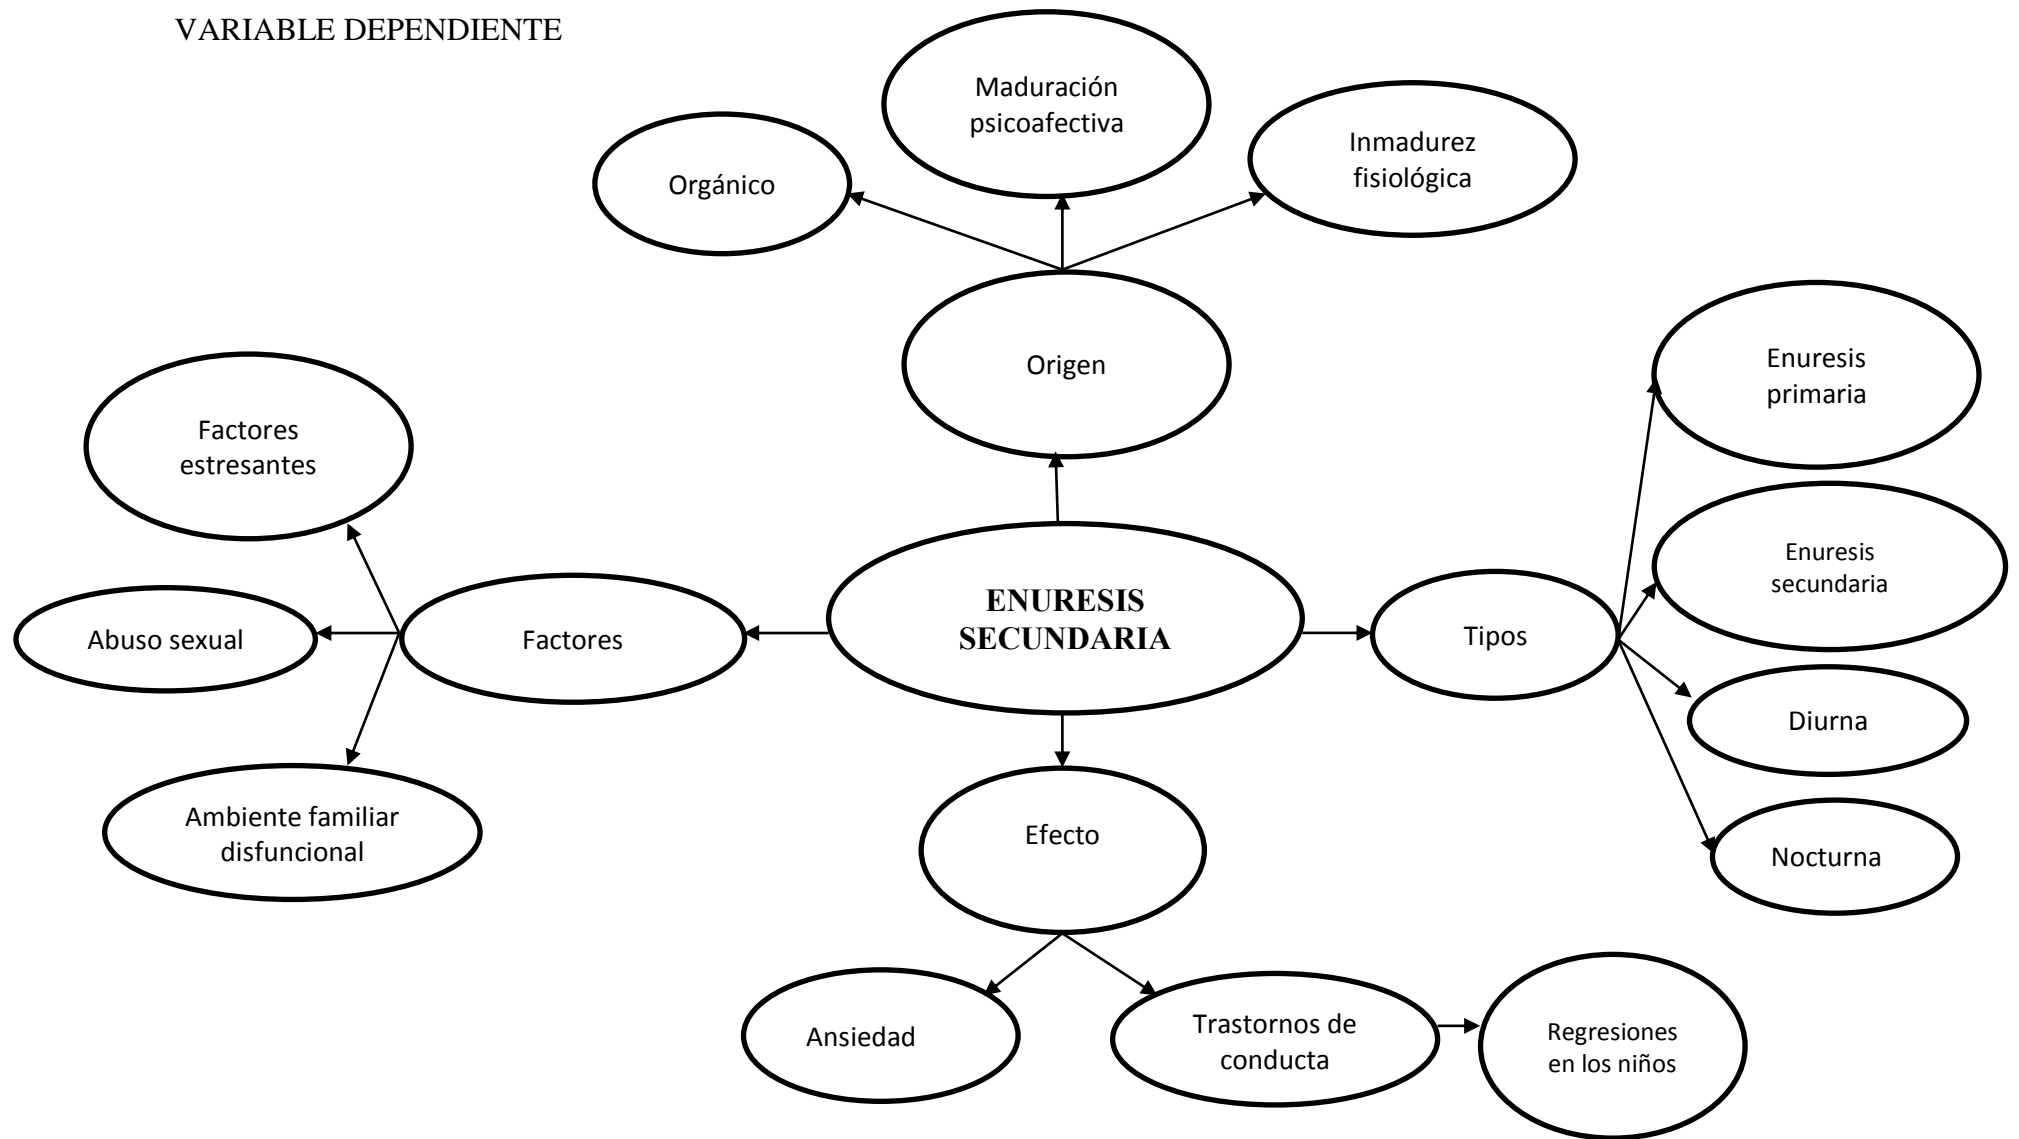 VARIABLE DEPENDIENTE
Maduración
psicoafectiva
Inmadurez
fisiológica
Orgánico
Origen
Enuresis
primaria
Factores
estresantes
Enuresis
secundaria
ENURESIS
SECUNDARIA
Abuso sexual
Factores
Tipos
Diurna
Ambiente familiar
disfuncional
Efecto
Nocturna
Ansiedad
Trastornos de
conducta
Regresiones
en los niños